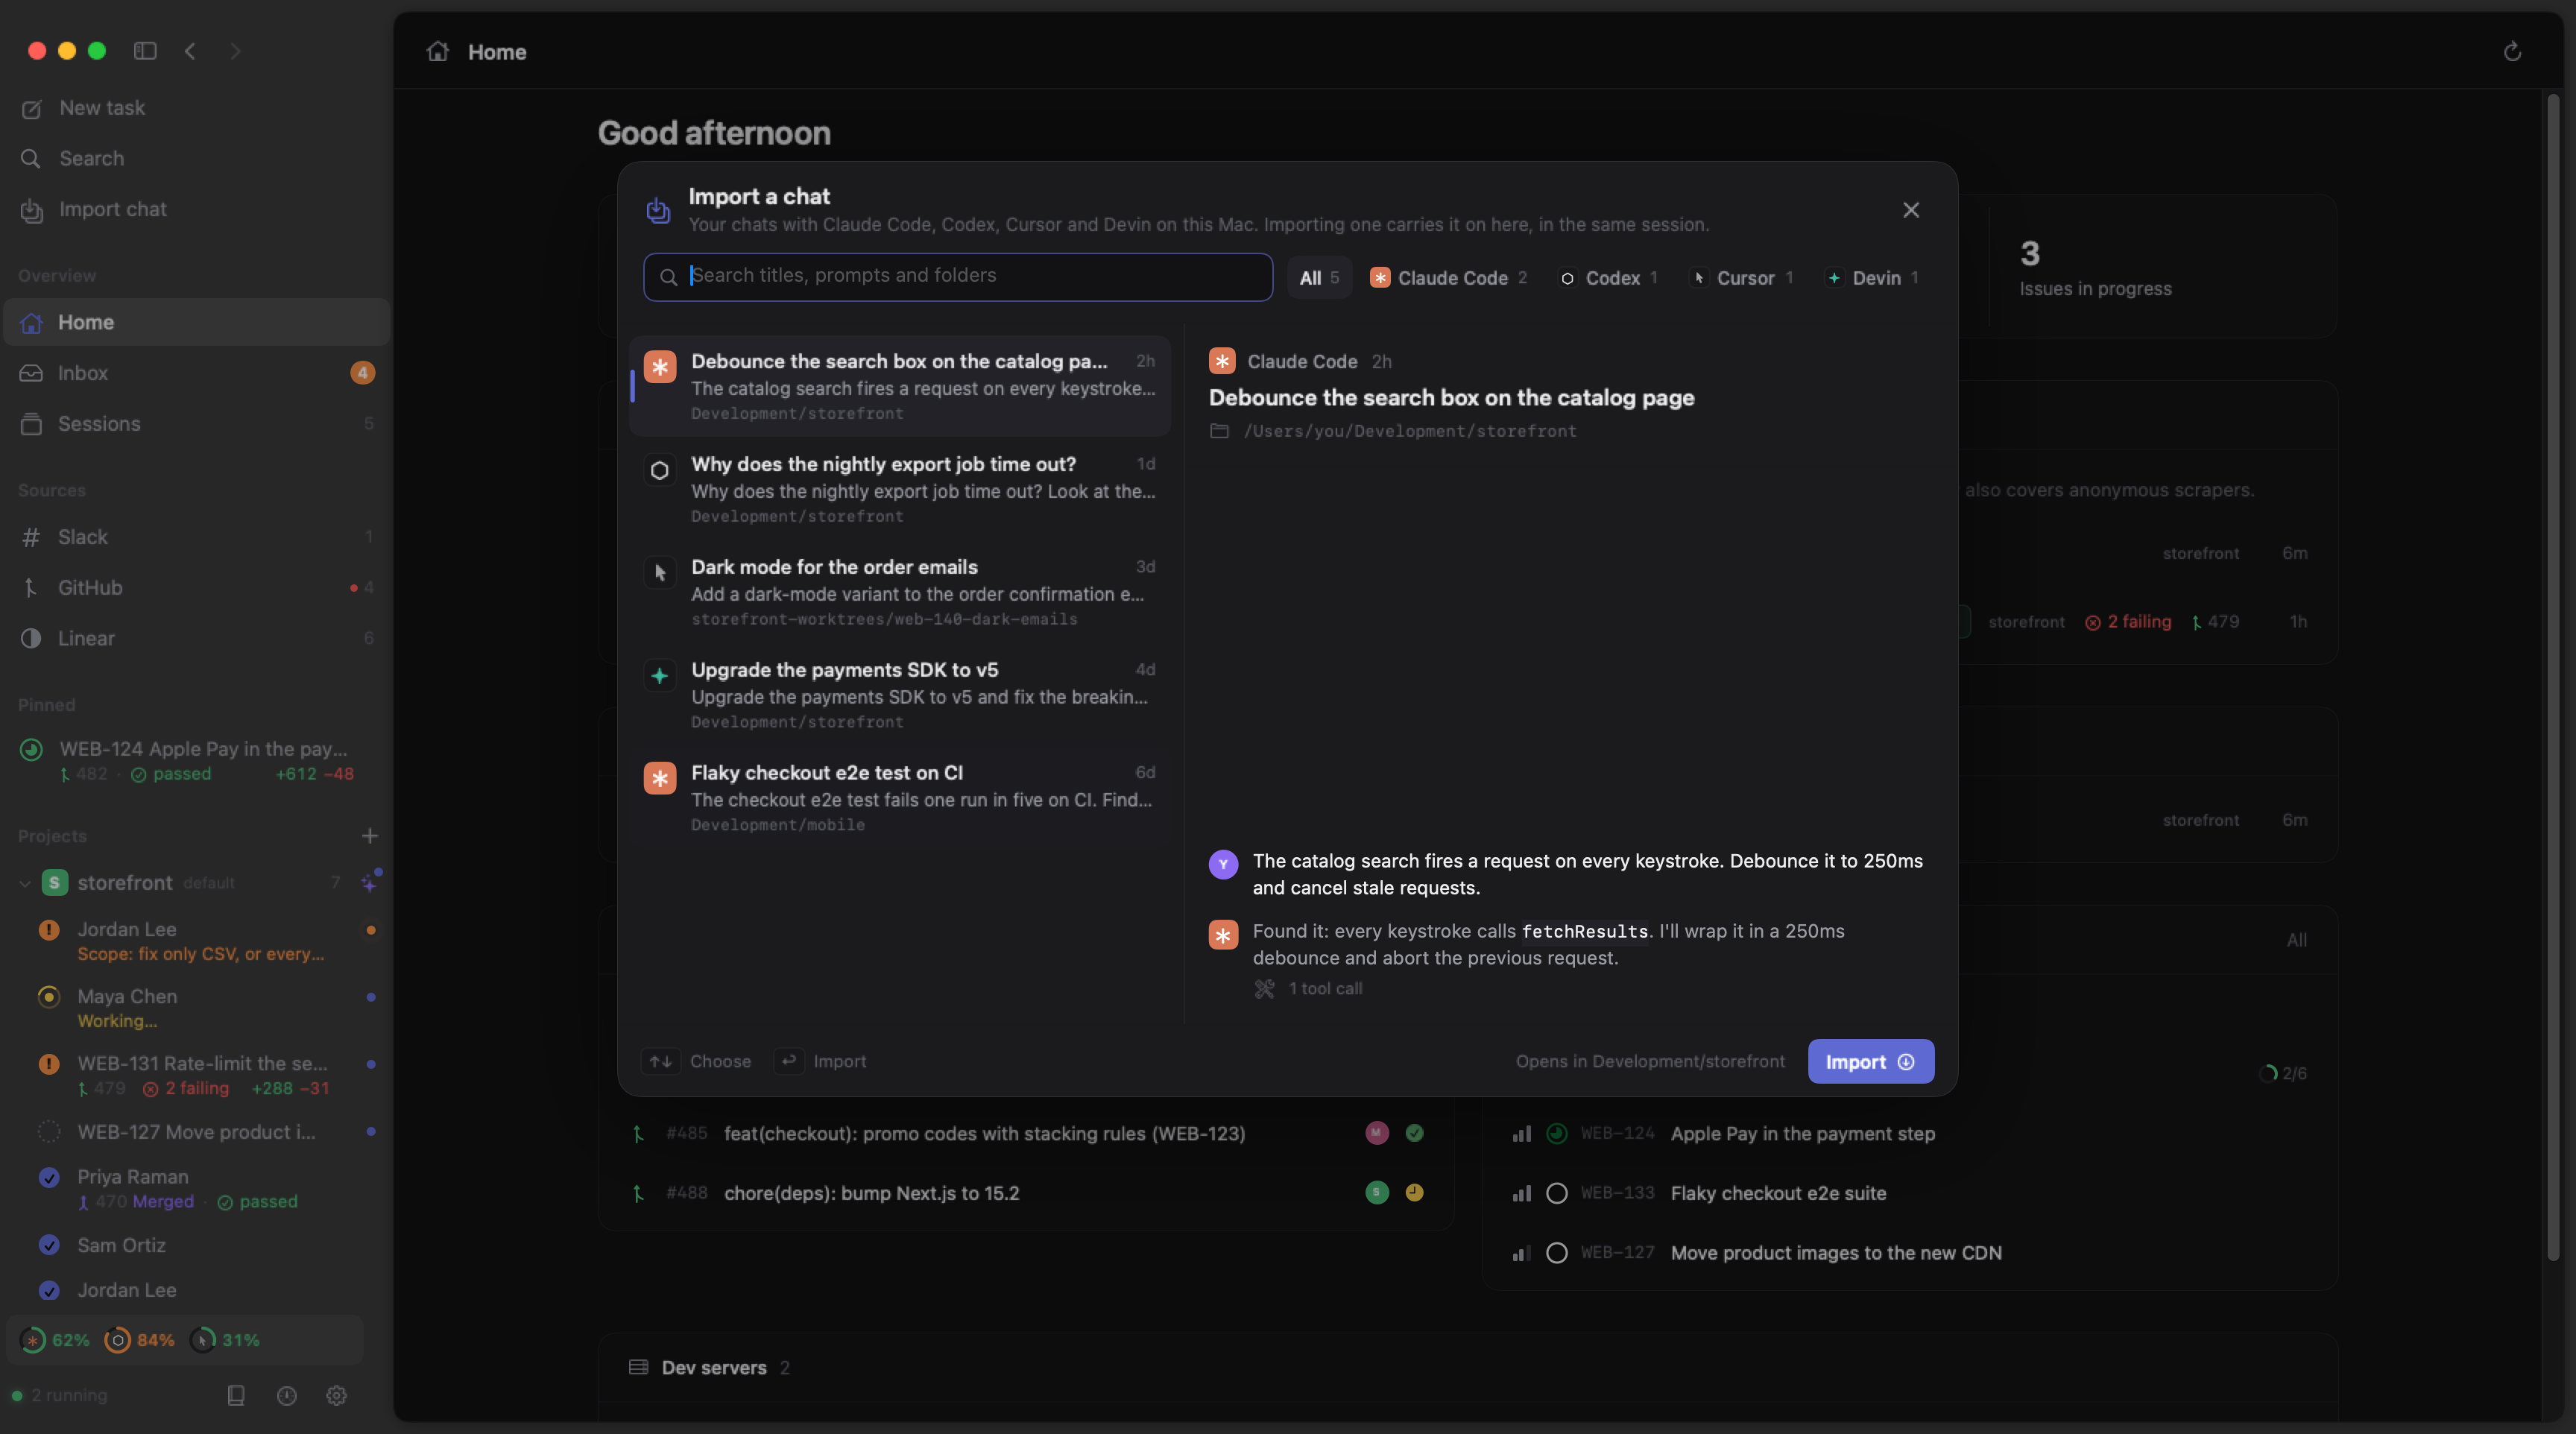 Home
New task
Search
Import chat
Overview
Home
Inbox 4
Sessions 5
Sources
Slack 1
GitHub 4
Linear 6
Pinned
WEB-124 Apple Pay in the pay...
482 · passed +612 −48
Projects
S storefront default 7
Jordan Lee
Scope: fix only CSV, or every...
Maya Chen
Working...
WEB-131 Rate-limit the se...
479 2 failing +288 −31
WEB-127 Move product i...
Priya Raman
470 Merged · passed
Sam Ortiz
Jordan Lee
62% 84% 31%
2 running
Good afternoon
Import a chat
Your chats with Claude Code, Codex, Cursor and Devin on this Mac. Importing one carries it on here, in the same session.
Search titles, prompts and folders
All 5 Claude Code 2 Codex 1 Cursor 1 Devin 1
Debounce the search box on the catalog pa... 2h
The catalog search fires a request on every keystroke...
Development/storefront
Why does the nightly export job time out? 1d
Why does the nightly export job time out? Look at the...
Development/storefront
Dark mode for the order emails 3d
Add a dark-mode variant to the order confirmation e...
storefront-worktrees/web-140-dark-emails
Upgrade the payments SDK to v5 4d
Upgrade the payments SDK to v5 and fix the breakin...
Development/storefront
Flaky checkout e2e test on CI 6d
The checkout e2e test fails one run in five on CI. Find...
Development/mobile
Claude Code 2h
Debounce the search box on the catalog page
/Users/you/Development/storefront
Y The catalog search fires a request on every keystroke. Debounce it to 250ms
and cancel stale requests.
Found it: every keystroke calls fetchResults. I'll wrap it in a 250ms
debounce and abort the previous request.
1 tool call
Choose Import
Opens in Development/storefront Import
3
Issues in progress
also covers anonymous scrapers.
storefront 6m
storefront 2 failing 479 1h
storefront 6m
All
2/6
#485 feat(checkout): promo codes with stacking rules (WEB-123) M
#488 chore(deps): bump Next.js to 15.2 S
WEB-124 Apple Pay in the payment step
WEB-133 Flaky checkout e2e suite
WEB-127 Move product images to the new CDN
Dev servers 2